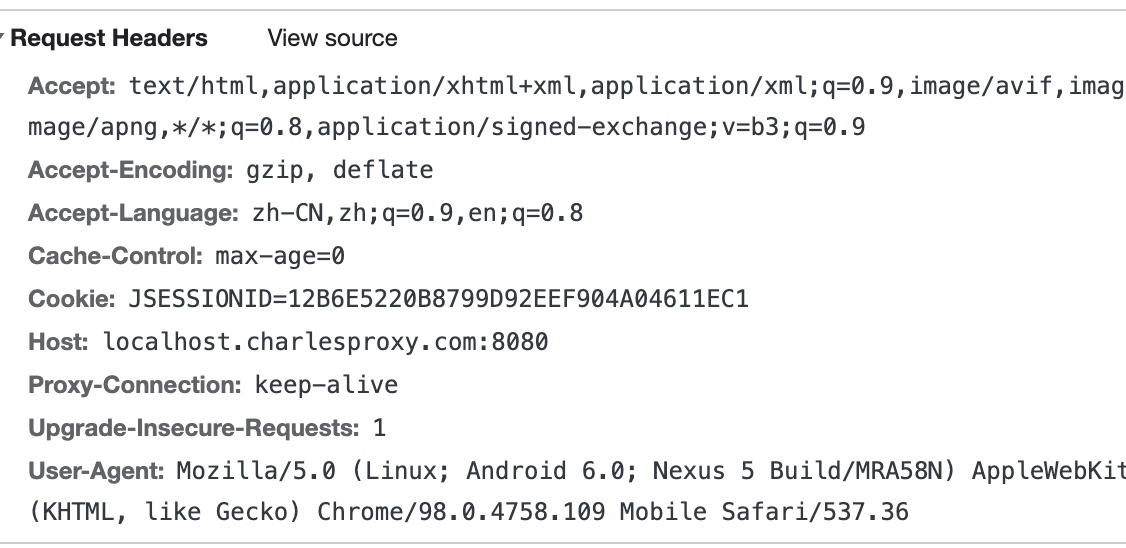 Request Headers View source
Accept: text/html,application/xhtml+xml,application/xml;q=0.9,image/avif,imag
mage/apng,*/*;q=0.8,application/signed-exchange;v=b3;q=0.9
Accept-Encoding: gzip, deflate
Accept-Language: zh-CN,zh;q=0.9,en;q=0.8
Cache-Control: max-age=0
Cookie: JSESSIONID=12B6E5220B8799D92EEF904A04611EC1
Host: localhost.charlesproxy.com:8080
Proxy-Connection: keep-alive
Upgrade-Insecure-Requests: 1
User-Agent: Mozilla/5.0 (Linux; Android 6.0; Nexus 5 Build/MRA58N) AppleWebKit
(KHTML, like Gecko) Chrome/98.0.4758.109 Mobile Safari/537.36